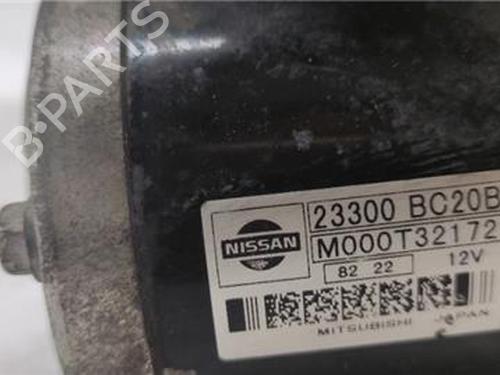 B·PARTS
NISSAN
23300 BC20B
M000T32172
82 22 12V
MITSUBISHI JAPAN